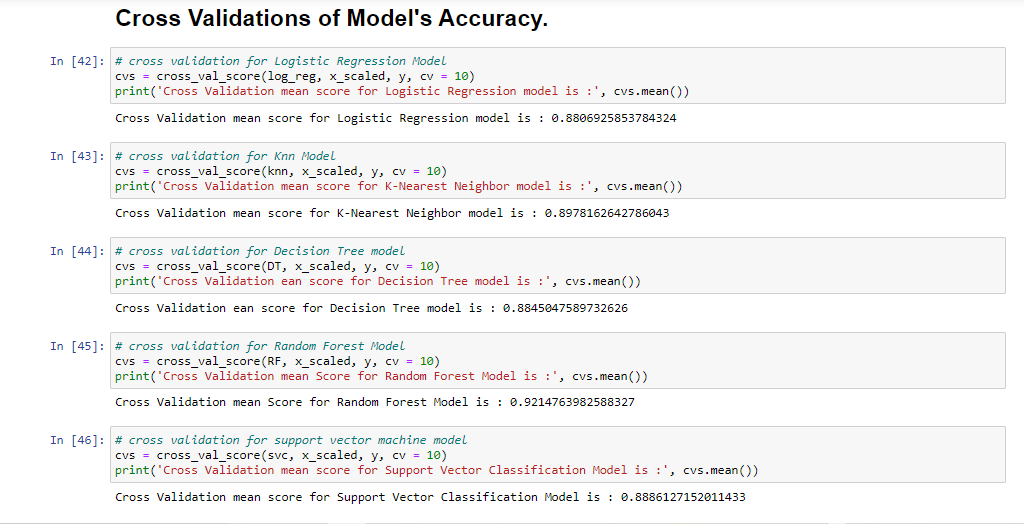 Cross Validations of Model's Accuracy.
In [42]: # cross validation for Logistic Regression Model
cvs = cross_val_score(log_reg, x_scaled, y, cv = 10)
print('Cross Validation mean score for Logistic Regression model is :', cvs.mean())
Cross Validation mean score for Logistic Regression model is : 0.8806925853784324
In [43]: # cross validation for Knn Model
cvs = cross_val_score(knn, x_scaled, y, cv = 10)
print('Cross Validation mean score for K-Nearest Neighbor model is :', cvs.mean())
Cross Validation mean score for K-Nearest Neighbor model is : 0.8978162642786043
In [44]: # cross validation for Decision Tree model
cvs = cross_val_score(DT, x_scaled, y, cv = 10)
print('Cross Validation ean score for Decision Tree model is :', cvs.mean())
Cross Validation ean score for Decision Tree model is : 0.8845047589732626
In [45]: # cross validation for Random Forest Model
cvs = cross_val_score(RF, x_scaled, y, cv = 10)
print('Cross Validation mean Score for Random Forest Model is :', cvs.mean())
Cross Validation mean Score for Random Forest Model is : 0.9214763982588327
In [46]: # cross validation for support vector machine model
cvs = cross_val_score(svc, x_scaled, y, cv = 10)
print('Cross Validation mean score for Support Vector Classification Model is :', cvs.mean())
Cross Validation mean score for Support Vector Classification Model is : 0.8886127152011433